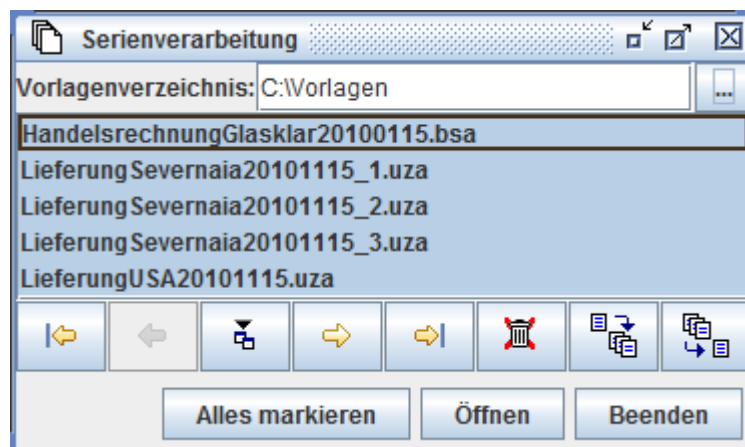 Serienverarbeitung
Vorlagenverzeichnis: C:\Vorlagen ...
HandelsrechnungGlasklar20100115.bsa
LieferungSevernaia20101115_1.uza
LieferungSevernaia20101115_2.uza
LieferungSevernaia20101115_3.uza
LieferungUSA20101115.uza
Alles markieren Öffnen Beenden